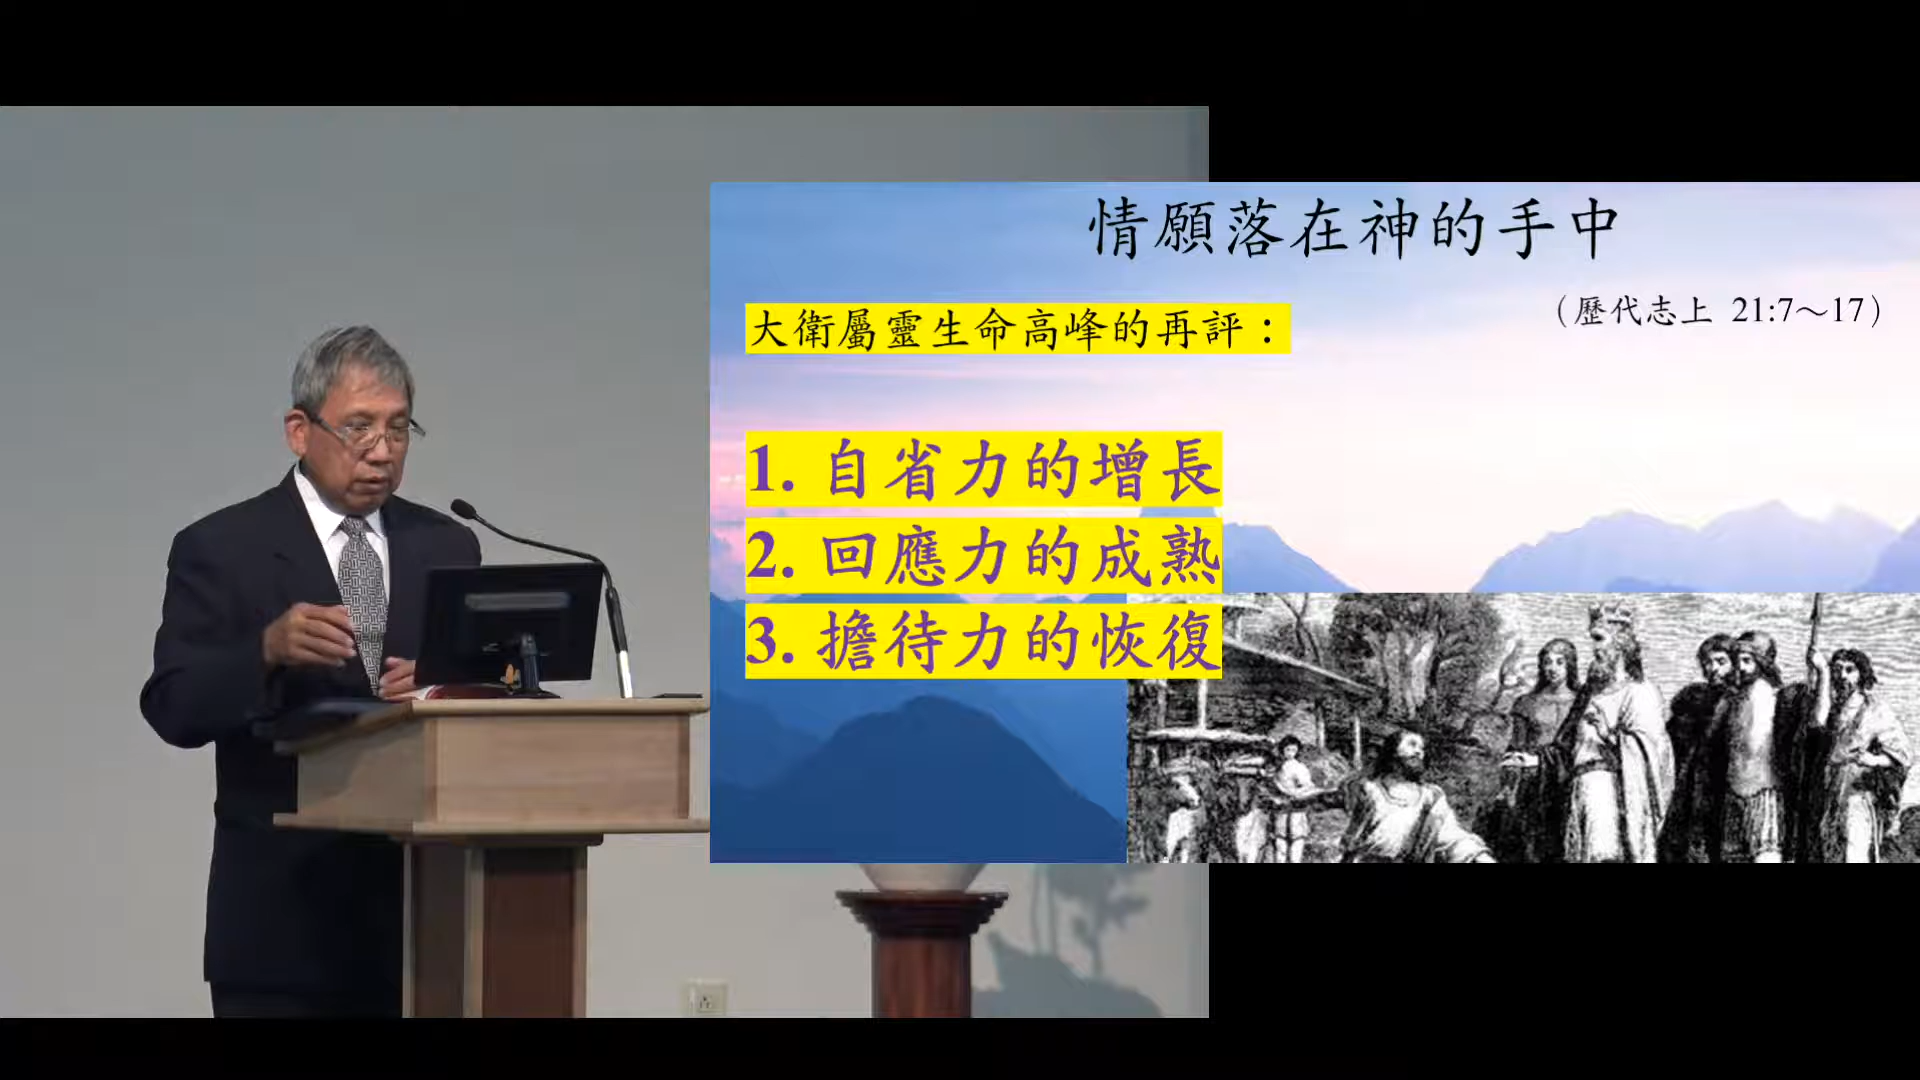 情願落在神的手中
（歷代志上 21:7～17）
大衛屬靈生命高峰的再評：
1. 自省力的增長
2. 回應力的成熟
3. 擔待力的恢復